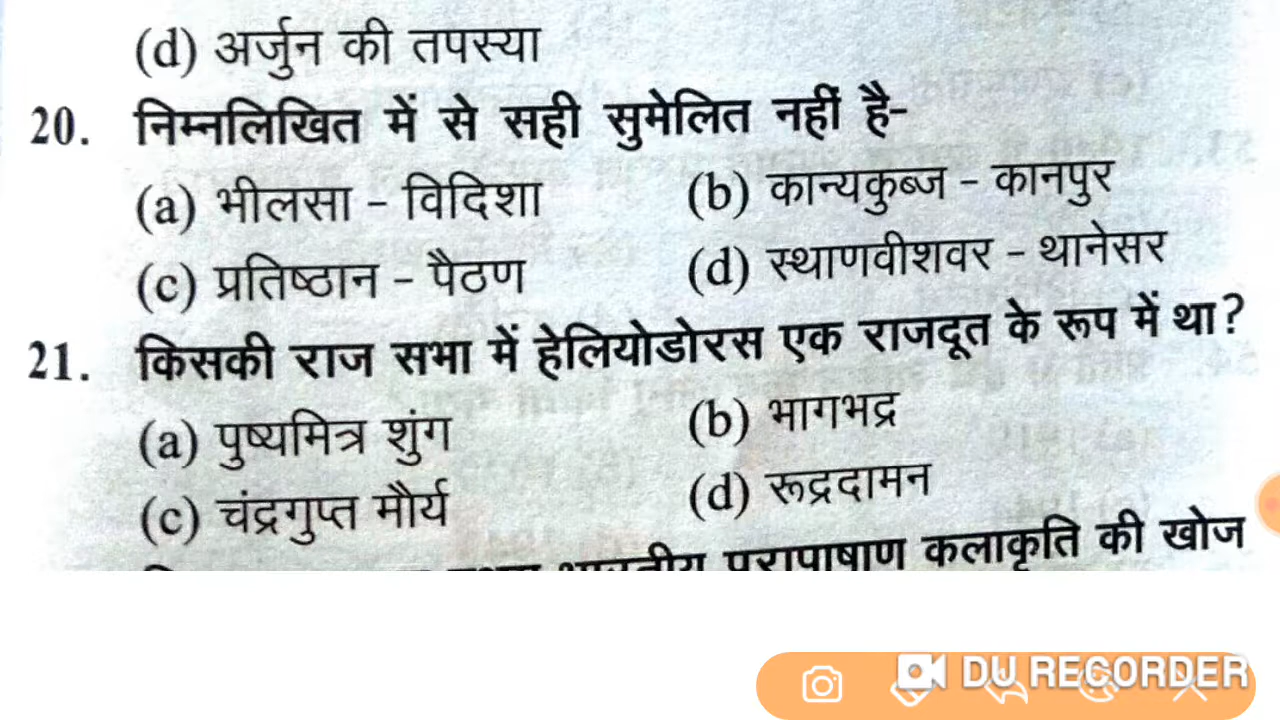 (d) अर्जुन की तपस्या
20. निम्नलिखित में से सही सुमेलित नहीं है-
(a) भीलसा - विदिशा (b) कान्यकुब्ज - कानपुर
(c) प्रतिष्ठान - पैठण (d) स्थाणवीशवर - थानेसर
21. किसकी राज सभा में हेलियोडोरस एक राजदूत के रूप में था?
(a) पुष्यमित्र शुंग (b) भागभद्र
(c) चंद्रगुप्त मौर्य (d) रूद्रदामन
भारतीय पुरापाषाण कलाकृति की खोज
DU RECORDER